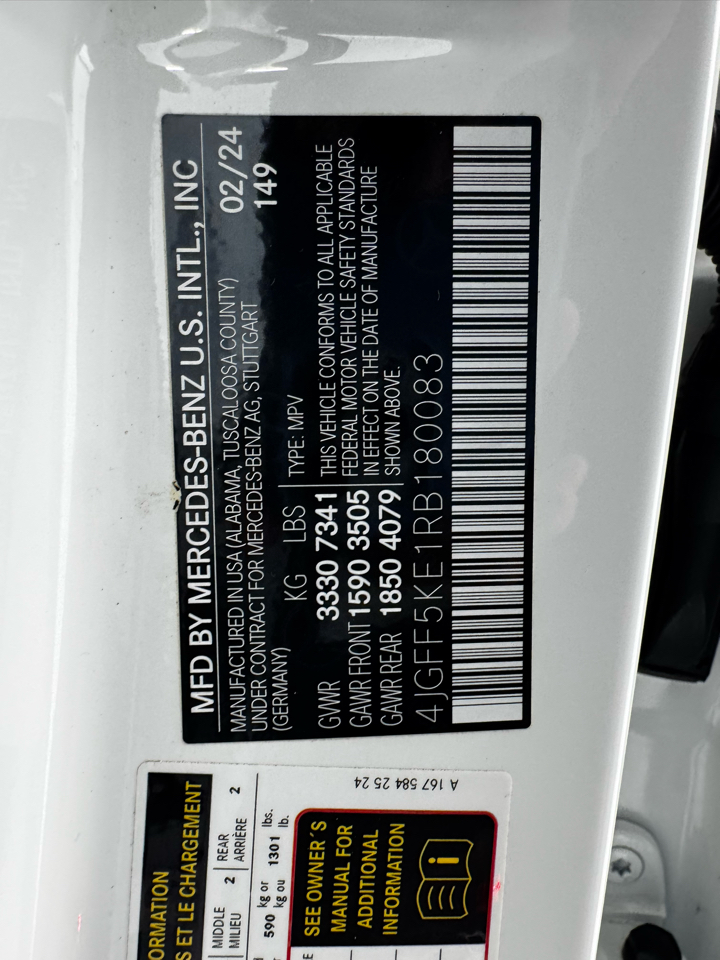 MFD BY MERCEDES-BENZ U.S. INTL., INC
MANUFACTURED IN USA (ALABAMA, TUSCALOOSA COUNTY)
UNDER CONTRACT FOR MERCEDES-BENZ AG, STUTTGART
(GERMANY)
02/24
149
KG LBS
GVWR 3330 7341
GAWR FRONT 1590 3505
GAWR REAR 1850 4079
TYPE: MPV
THIS VEHICLE CONFORMS TO ALL APPLICABLE
FEDERAL MOTOR VEHICLE SAFETY STANDARDS
IN EFFECT ON THE DATE OF MANUFACTURE
SHOWN ABOVE.
4JGFF5KE1RB180083
ORMATION
S ET LE CHARGEMENT
MIDDLE 2 REAR 2
MILIEU ARRIÈRE
590 kg or 1301 lbs.
kg ou lb.
SEE OWNER'S
MANUAL FOR
ADDITIONAL
INFORMATION
A 167 584 25 24